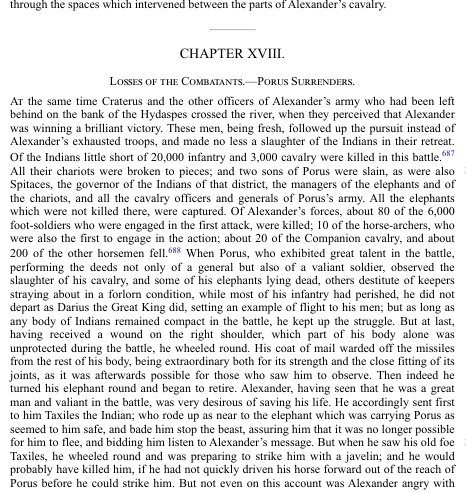 through the spaces which intervened between the parts of Alexander’s cavalry.
CHAPTER XVIII.
Losses of the Combatants.—Porus Surrenders.
At the same time Craterus and the other officers of Alexander’s army who had been left
behind on the bank of the Hydaspes crossed the river, when they perceived that Alexander
was winning a brilliant victory. These men, being fresh, followed up the pursuit instead of
Alexander’s exhausted troops, and made no less a slaughter of the Indians in their retreat.
Of the Indians little short of 20,000 infantry and 3,000 cavalry were killed in this battle.687
All their chariots were broken to pieces; and two sons of Porus were slain, as were also
Spitaces, the governor of the Indians of that district, the managers of the elephants and of
the chariots, and all the cavalry officers and generals of Porus’s army. All the elephants
which were not killed there, were captured. Of Alexander’s forces, about 80 of the 6,000
foot-soldiers who were engaged in the first attack, were killed; 10 of the horse-archers, who
were also the first to engage in the action; about 20 of the Companion cavalry, and about
200 of the other horsemen fell.688 When Porus, who exhibited great talent in the battle,
performing the deeds not only of a general but also of a valiant soldier, observed the
slaughter of his cavalry, and some of his elephants lying dead, others destitute of keepers
straying about in a forlorn condition, while most of his infantry had perished, he did not
depart as Darius the Great King did, setting an example of flight to his men; but as long as
any body of Indians remained compact in the battle, he kept up the struggle. But at last,
having received a wound on the right shoulder, which part of his body alone was
unprotected during the battle, he wheeled round. His coat of mail warded off the missiles
from the rest of his body, being extraordinary both for its strength and the close fitting of its
joints, as it was afterwards possible for those who saw him to observe. Then indeed he
turned his elephant round and began to retire. Alexander, having seen that he was a great
man and valiant in the battle, was very desirous of saving his life. He accordingly sent first
to him Taxiles the Indian; who rode up as near to the elephant which was carrying Porus as
seemed to him safe, and bade him stop the beast, assuring him that it was no longer possible
for him to flee, and bidding him listen to Alexander’s message. But when he saw his old foe
Taxiles, he wheeled round and was preparing to strike him with a javelin; and he would
probably have killed him, if he had not quickly driven his horse forward out of the reach of
Porus before he could strike him. But not even on this account was Alexander angry with